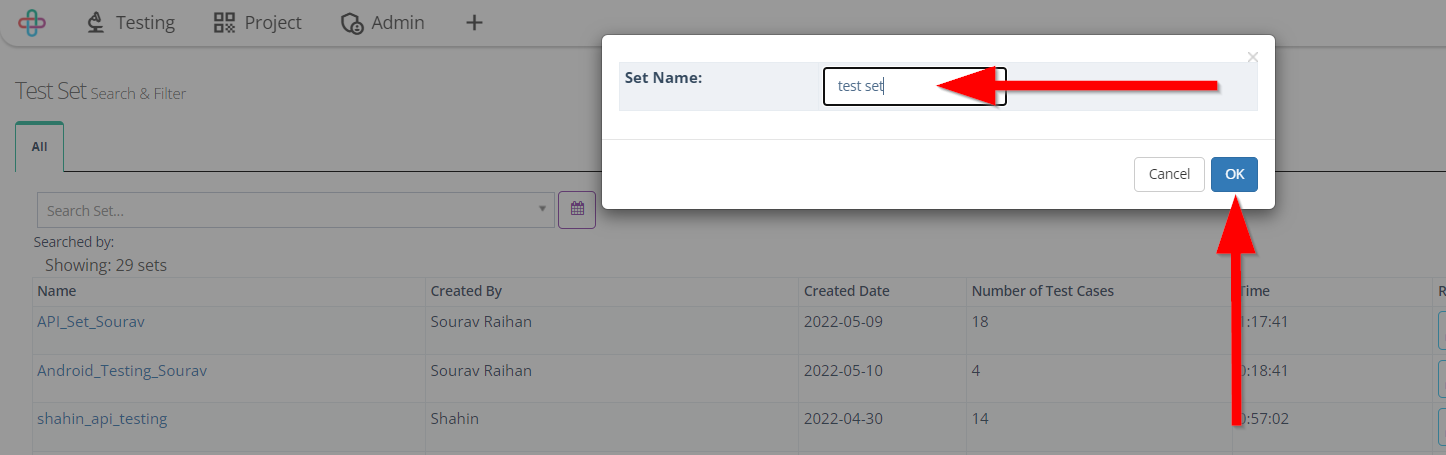 Testing Project Admin +
×
Set Name: test set
Test Set Search & Filter
All
Cancel OK
Search Set...
Searched by:
Showing: 29 sets
Name Created By Created Date Number of Test Cases Time
API_Set_Sourav Sourav Raihan 2022-05-09 18 1:17:41
Android_Testing_Sourav Sourav Raihan 2022-05-10 4 0:18:41
shahin_api_testing Shahin 2022-04-30 14 0:57:02